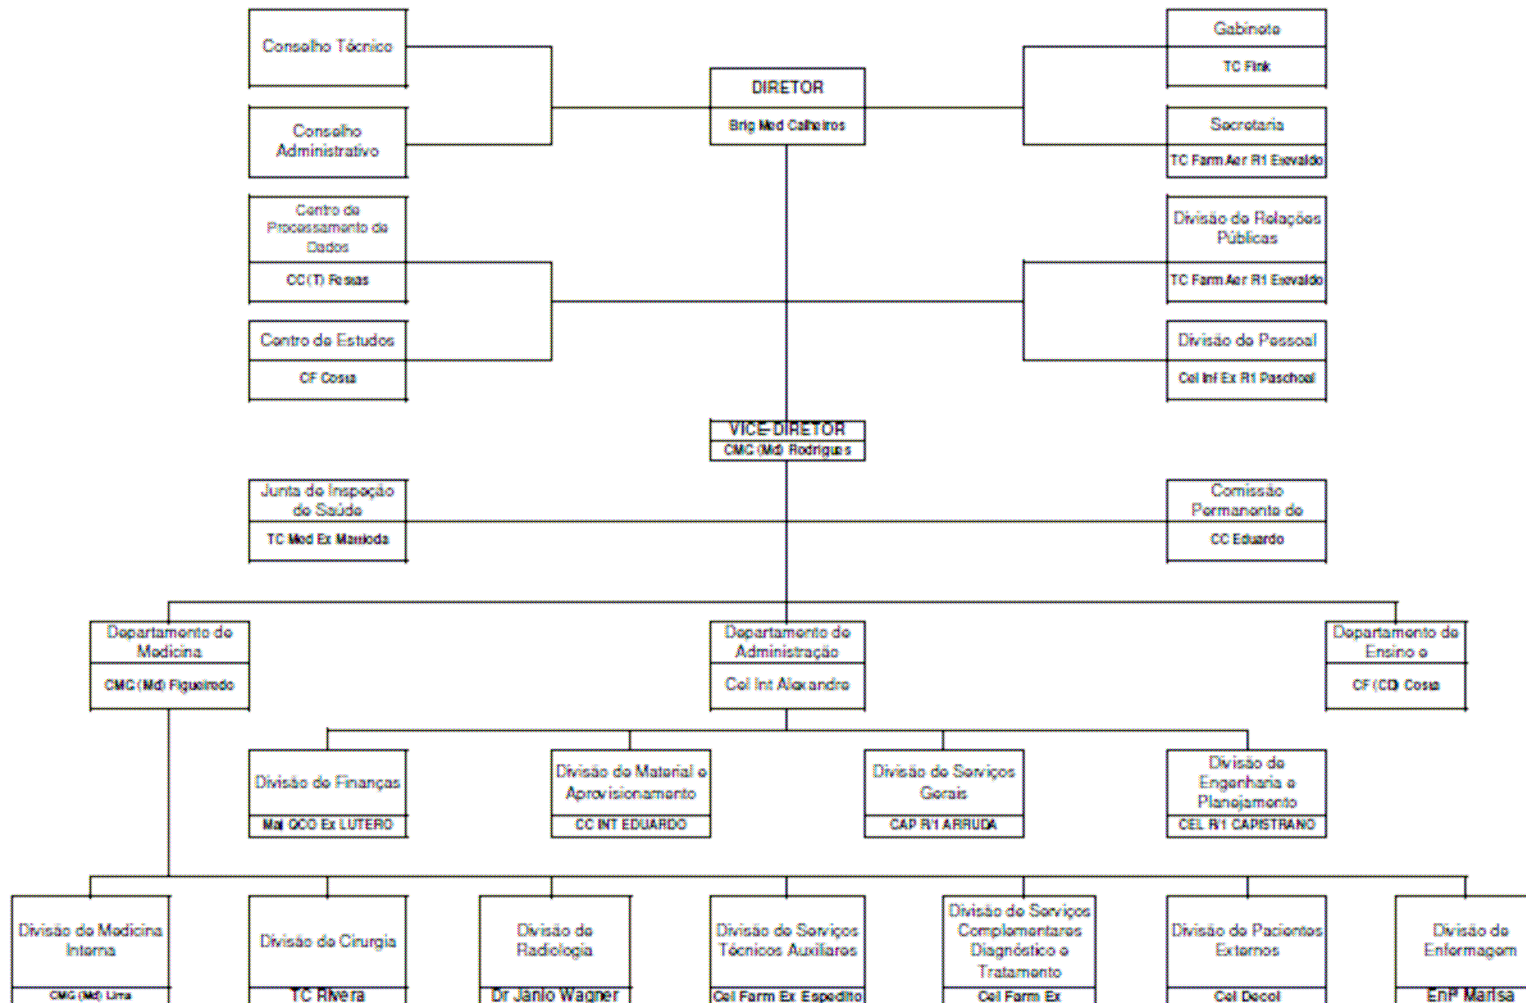 Conselho Técnico
Conselho
Administrativo
DIRETOR
Brig Med Calheiros
Gabinete
TC Fink
Secretaria
TC Farm Aer R1 Esevaldo
Centro de
Processamento de
Dados
CC (T)
Centro de Estudos
CF Costa
Divisão de Relações
Públicas
TC Farm Aer R1 Esevaldo
Divisão de Pessoal
Cel Inf Ex R1 Paschoal
VICE-DIRETOR
CMG (Md) Rodrigues
Junta de Inspeção
de Saúde
TC Med Ex
Comissão
Permanente de
CC Eduardo
Departamento de
Medicina
CMG (Md) Figueiredo
Departamento de
Administração
Cel Int Alexandre
Departamento de
Ensino e
CF (CD) Costa
Divisão de Finanças
Maj QCO Ex LUTERO
Divisão de Material e
Aprovisionamento
CC INT EDUARDO
Divisão de Serviços
Gerais
CAP R/1 ARRUDA
Divisão de
Engenharia e
Planejamento
CEL R/1 CAPISTRANO
Divisão de Medicina
Interna
CMG (Md) Lima
Divisão de Cirurgia
TC Rivera
Divisão de
Radiologia
Dr Janio Wagner
Divisão de Serviços
Técnicos Auxiliares
Cel Farm Ex Espedito
Divisão de Serviços
Complementares
Diagnóstico e
Tratamento
Cel Farm Ex
Divisão de Pacientes
Externos
Cel Decol
Divisão de
Enfermagem
Enfª Marisa